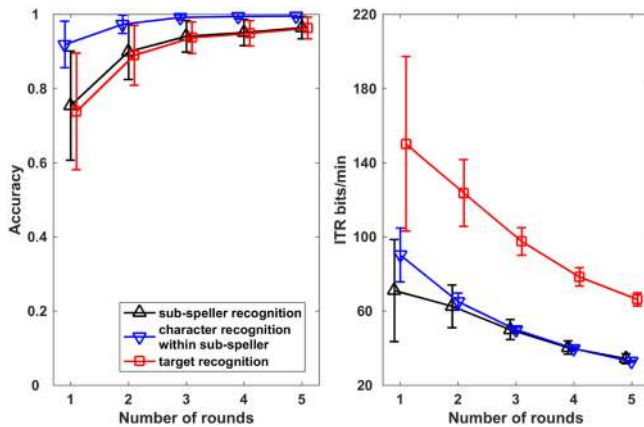 1
0.8
0.6
0.4
0.2
0
Accuracy
1 2 3 4 5
Number of rounds
sub-speller recognition
character recognition
within sub-speller
target recognition
220
180
140
100
60
20
ITR bits/min
1 2 3 4 5
Number of rounds